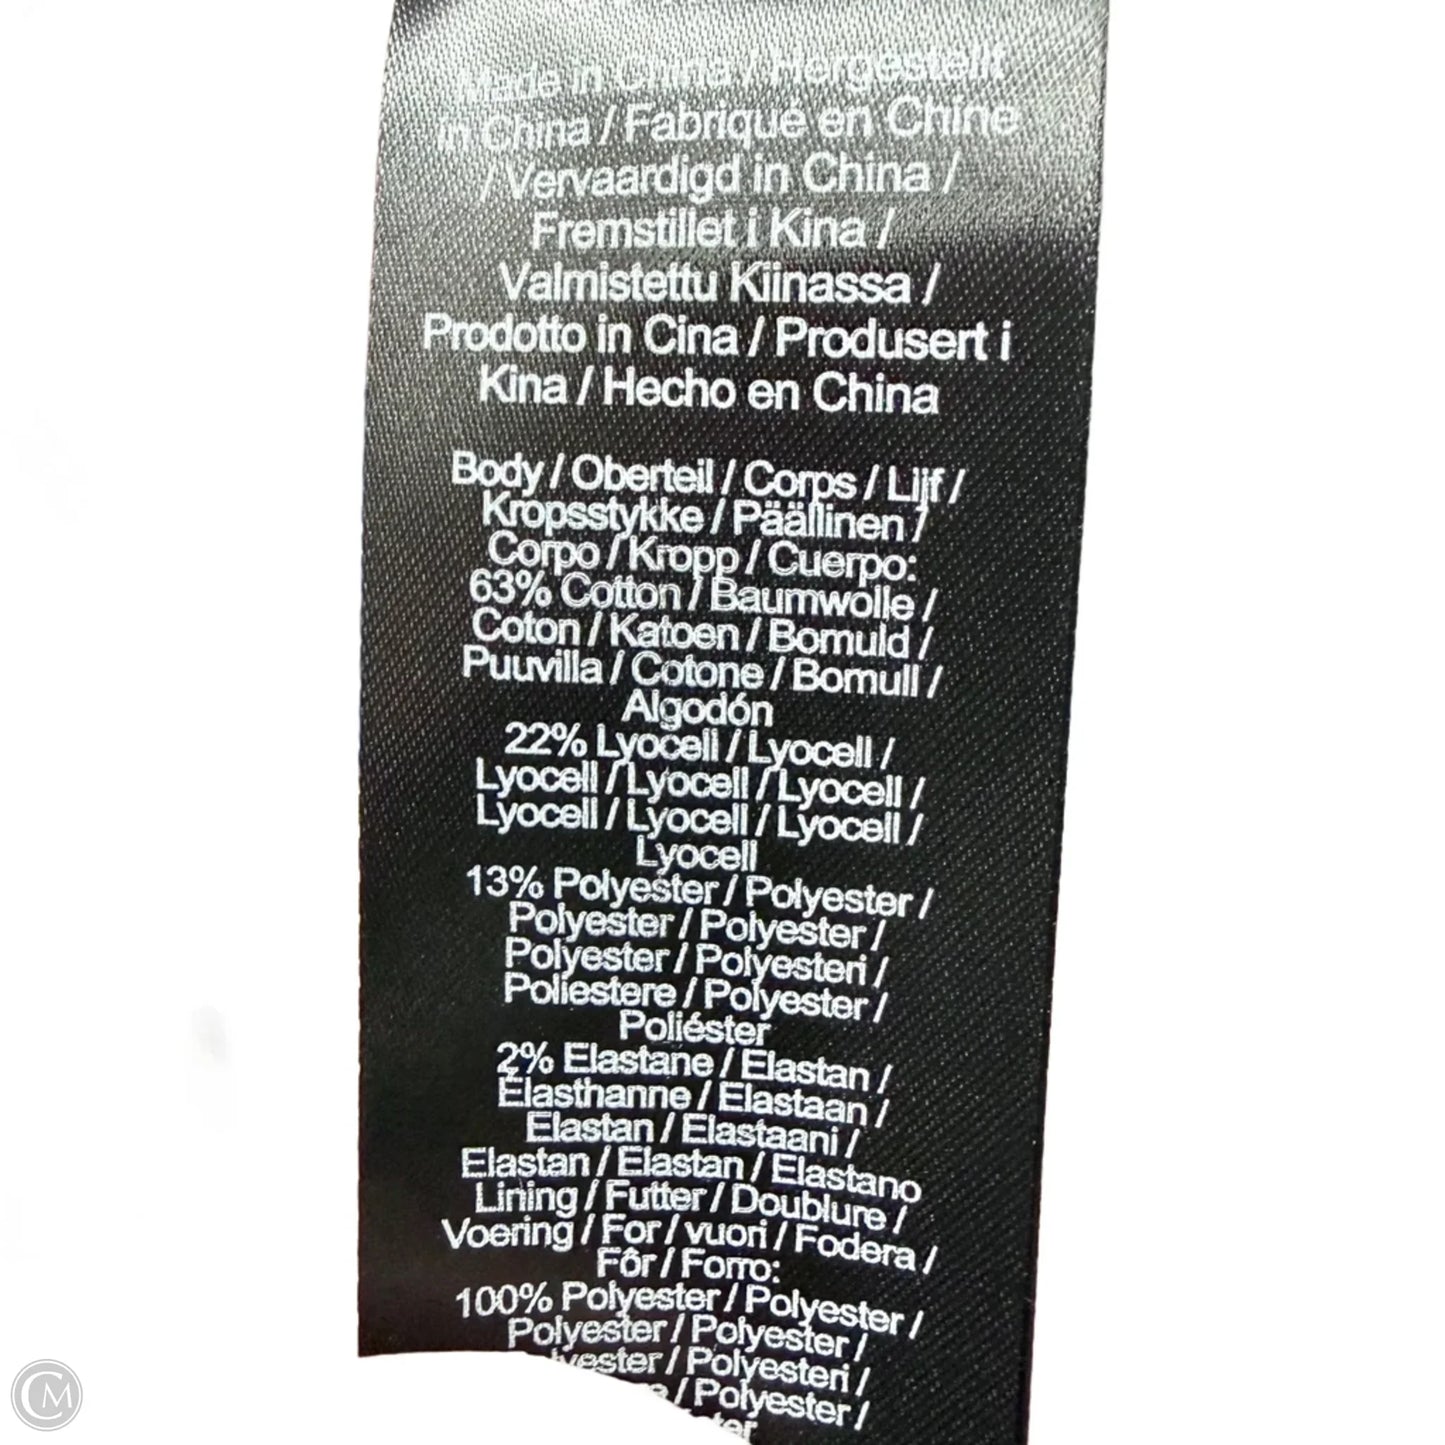 Made in China / Hergestellt
in China / Fabriqué en Chine
/ Vervaardigd in China /
Fremstillet i Kina /
Valmistettu Kiinassa /
Prodotto in Cina / Produsert i
Kina / Hecho en China
Body / Oberteil / Corps / Lijf /
Kropsstykke / Päällinen /
Corpo / Kropp / Cuerpo:
63% Cotton / Baumwolle /
Coton / Katoen / Bomuld /
Puuvilla / Cotone / Bomull /
Algodón
22% Lyocell / Lyocell /
Lyocell / Lyocell / Lyocell /
Lyocell / Lyocell / Lyocell /
Lyocell
13% Polyester / Polyester /
Polyester / Polyester /
Polyester / Polyesteri /
Poliestere / Polyester /
Poliéster
2% Elastane / Elastan /
Élasthanne / Elastaan /
Elastan / Elastaani /
Elastan / Elastan / Elastano
Lining / Futter / Doublure /
Voering / For / vuori / Fodera /
Fôr / Forro:
100% Polyester / Polyester /
Polyester / Polyester /
/ Polyesteri /
/ Polyester /
CM